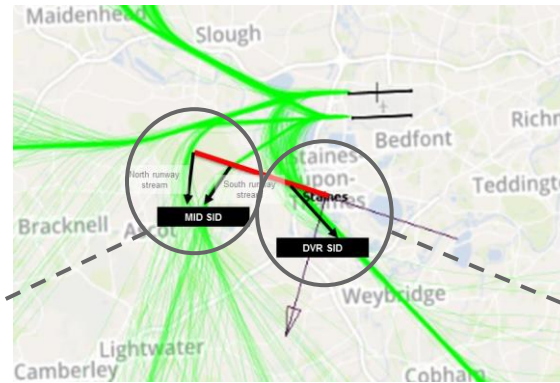 Maidenhead
Slough
Bedfont
Richm
Staines-
upon-
Thames
Staines
Teddingto
North runway
stream
South runway
stream
MID SID
Bracknell
Ascot
DVR SID
Weybridge
Lightwater
Camberley
Cobham